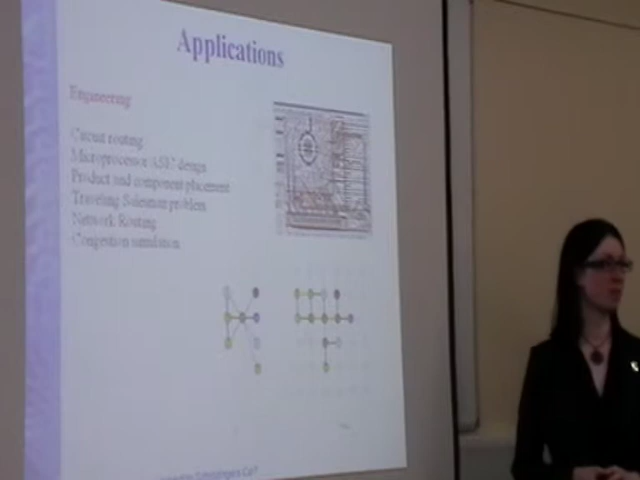 Applications
Engineering
Circuit routing
Microprocessor ASIC design
Product and component placement
Traveling Salesman problem
Network Routing
Congestion simulation